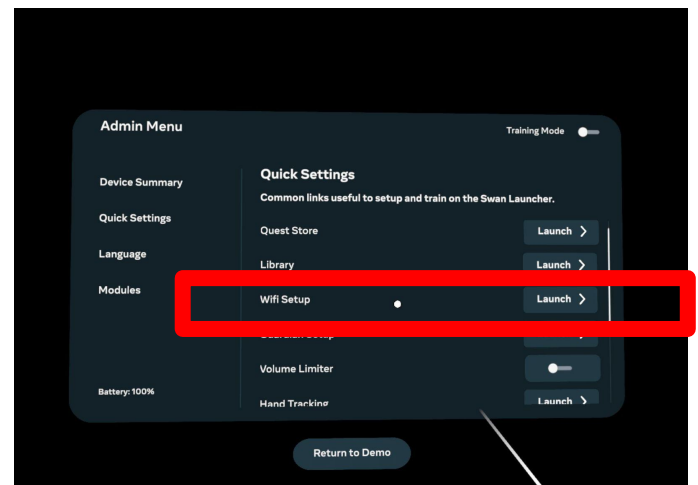 Admin Menu
Training Mode
Device Summary
Quick Settings
Language
Modules
Battery: 100%
Quick Settings
Common links useful to setup and train on the Swan Launcher.
Quest Store
Launch
Library
Launch
Wifi Setup
Launch
Volume Limiter
Hand Tracking
Launch
Return to Demo